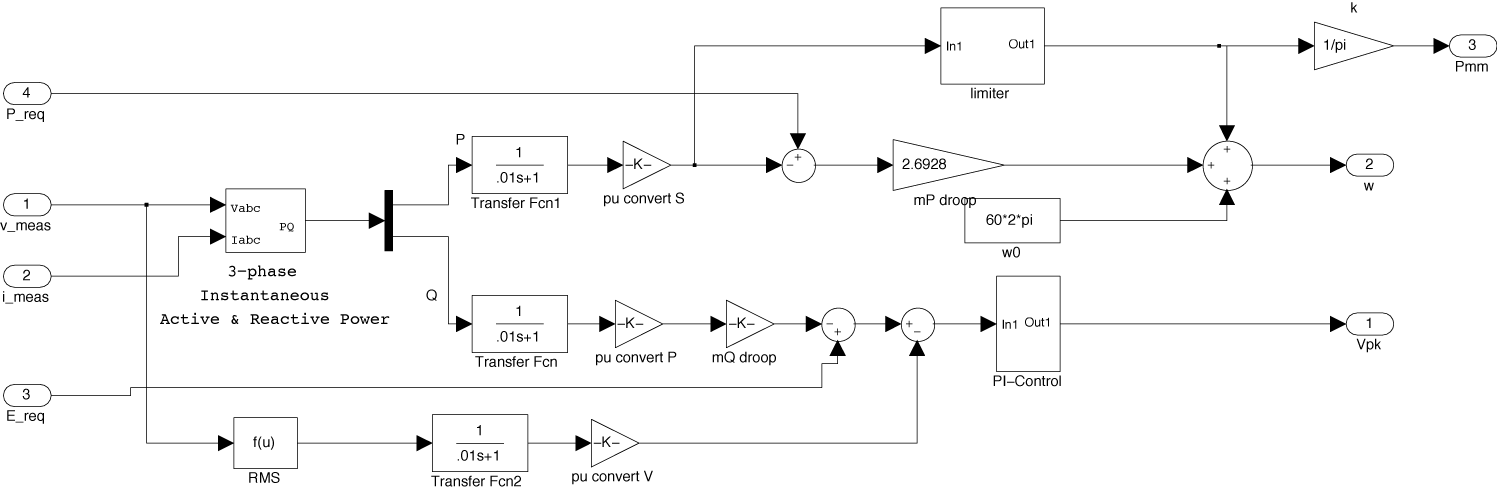 k
In1
Out1
1/pi
3
limiter
Pmm
4
P_req
P
1
.01s+1
−K−
−
+
2.6928
+
+
+
2
Transfer Fcn1
pu convert S
mP droop
w
1
v_meas
Vabc
PQ
Iabc
60*2*pi
w0
2
i_meas
3−phase
Instantaneous
Active & Reactive Power
Q
1
.01s+1
−K−
−K−
−
+
+
−
In1
Out1
1
Transfer Fcn
pu convert P
mQ droop
PI−Control
Vpk
3
E_req
f(u)
RMS
1
.01s+1
−K−
Transfer Fcn2
pu convert V